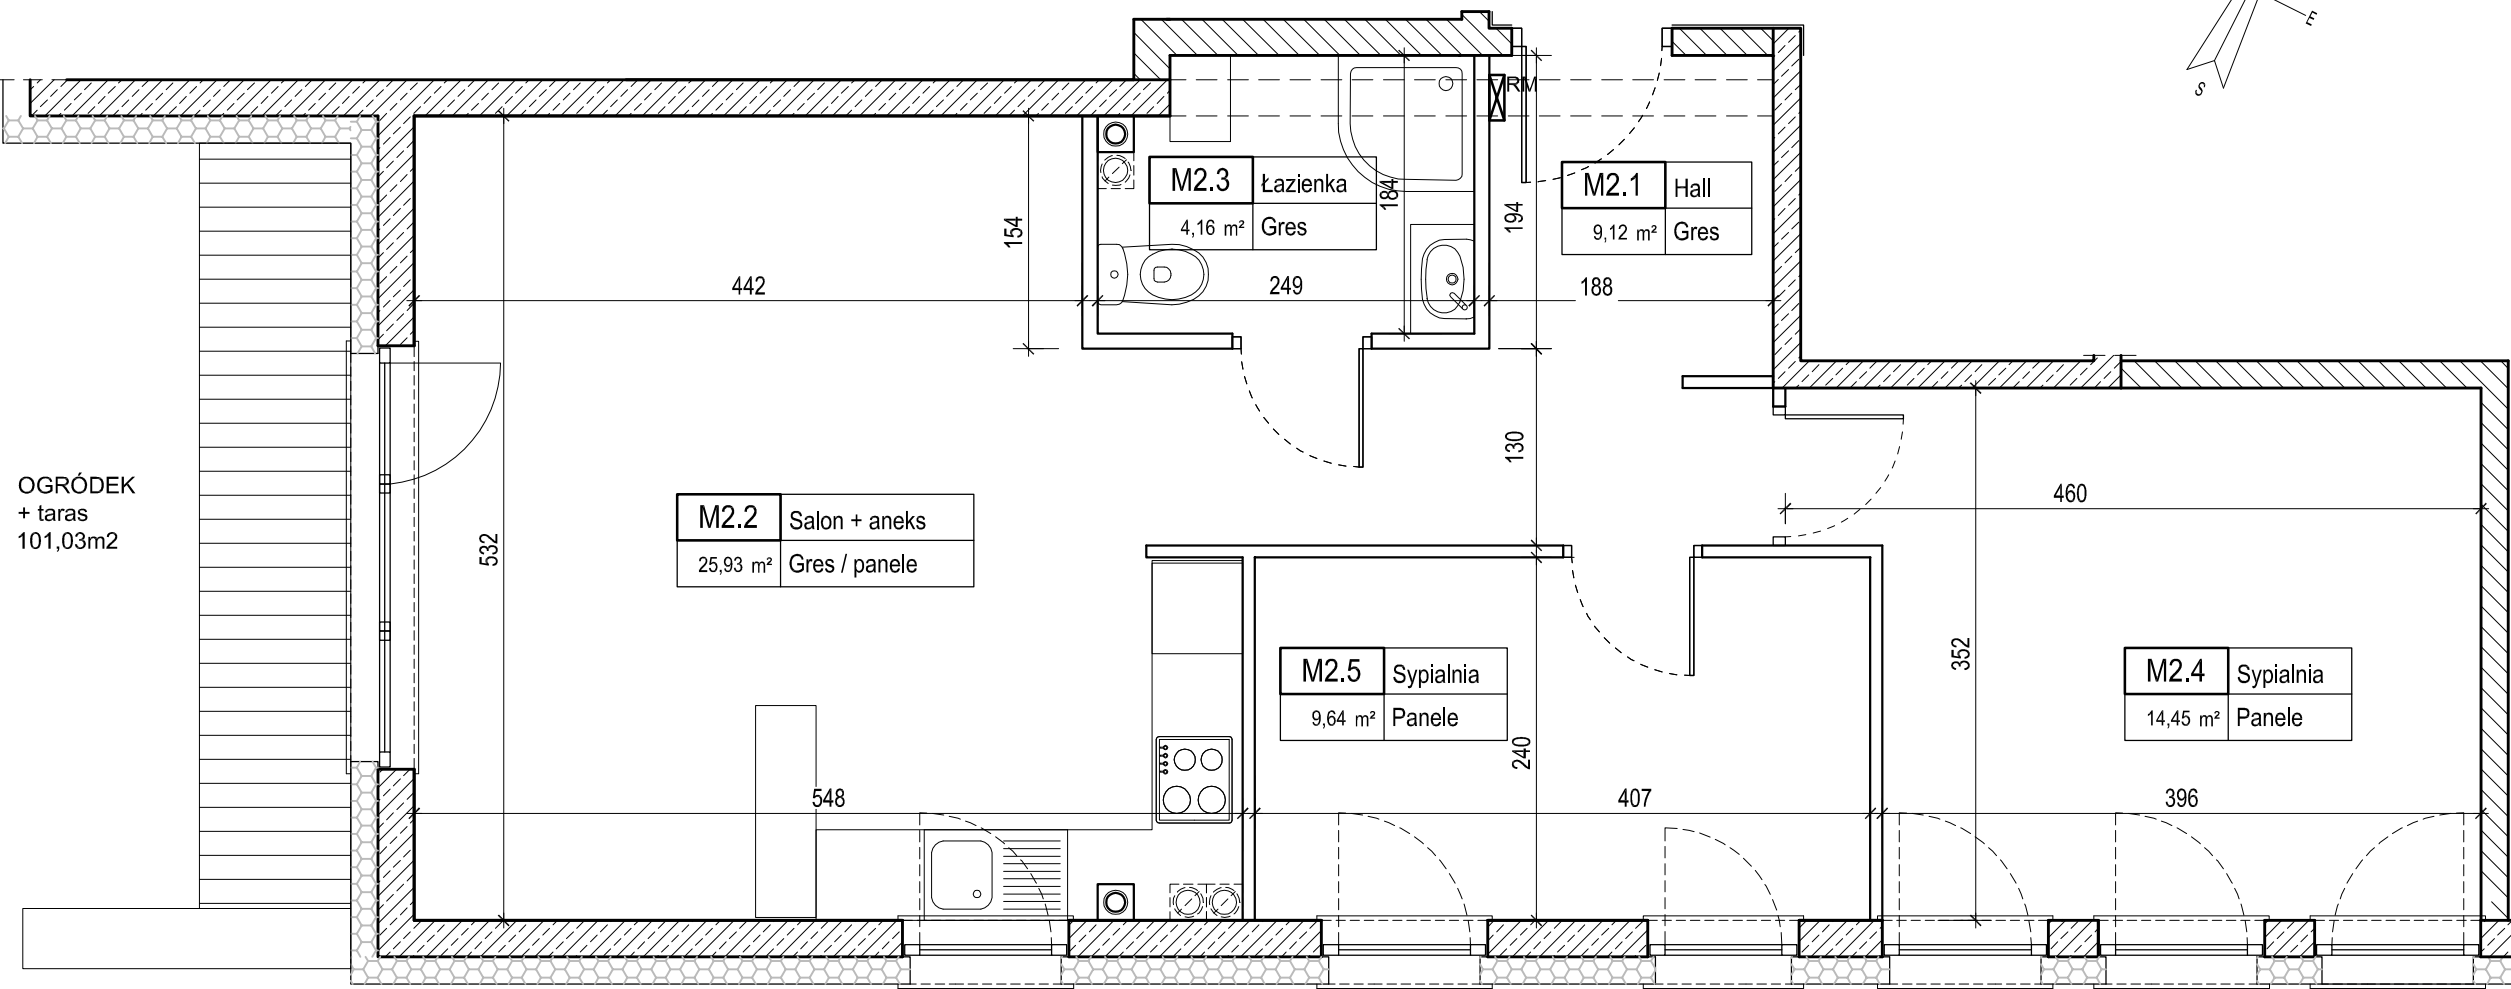 E
S
RM
M2.3 Łazienka
4,16 m² Gres
184
M2.1 Hall
9,12 m² Gres
194
154
442
249
188
130
460
OGRÓDEK
+ taras
101,03m2
M2.2 Salon + aneks
25,93 m² Gres / panele
532
352
M2.5 Sypialnia
9,64 m² Panele
M2.4 Sypialnia
14,45 m² Panele
240
548
407
396